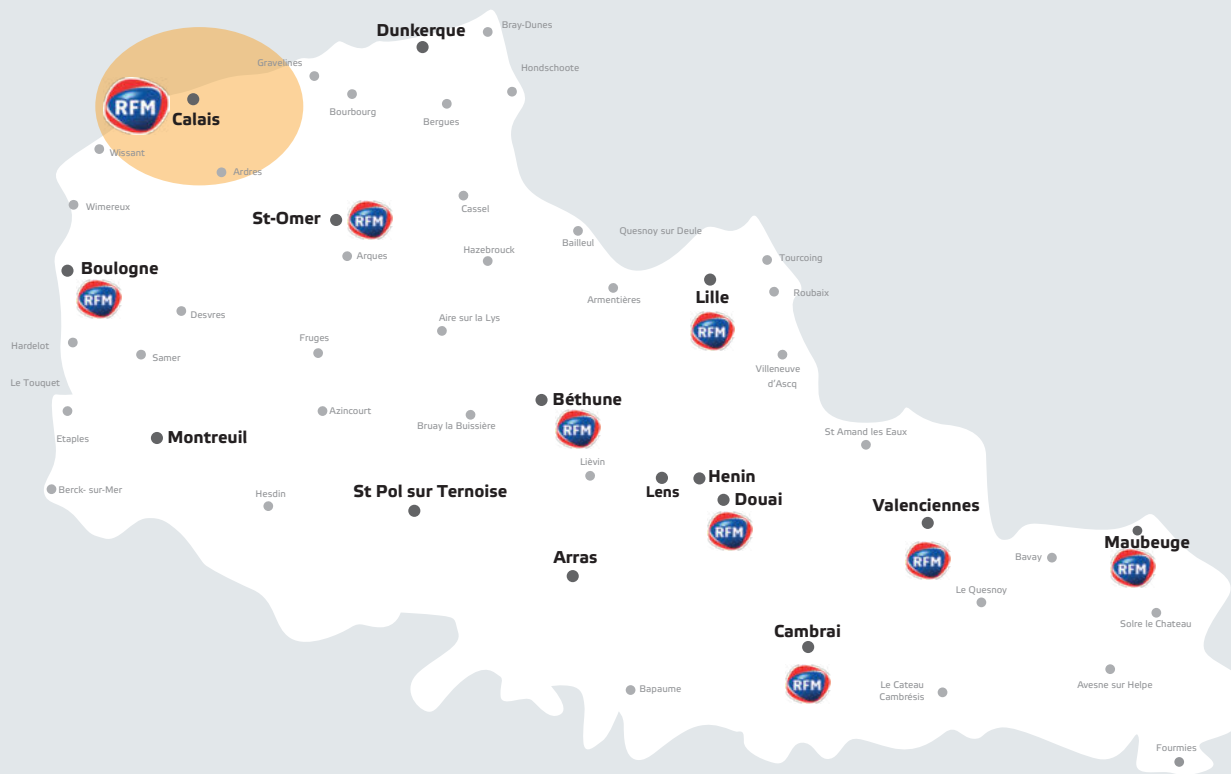 Bray-Dunes
Dunkerque
Gravelines
Hondschoote
RFM
Calais
Bourbourg
Bergues
Wissant
Ardres
Wimereux
St-Omer
RFM
Cassel
Bailleul
Quesnoy sur Deule
Arques
Hazebrouck
Tourcoing
Boulogne
RFM
Armentières
Lille
Roubaix
RFM
Desvres
Aire sur la Lys
Hardelot
Samer
Fruges
Villeneuve
d'Ascq
Le Touquet
Béthune
RFM
Azincourt
Bruay la Buissière
Etaples
Montreuil
St Amand les Eaux
Liévin
Berck- sur-Mer
Hesdin
St Pol sur Ternoise
Lens
Henin
Douai
RFM
Valenciennes
RFM
Arras
Bavay
Maubeuge
RFM
Le Quesnoy
Solre le Chateau
Cambrai
RFM
Bapaume
Le Cateau
Cambrésis
Avesne sur Helpe
Fourmies